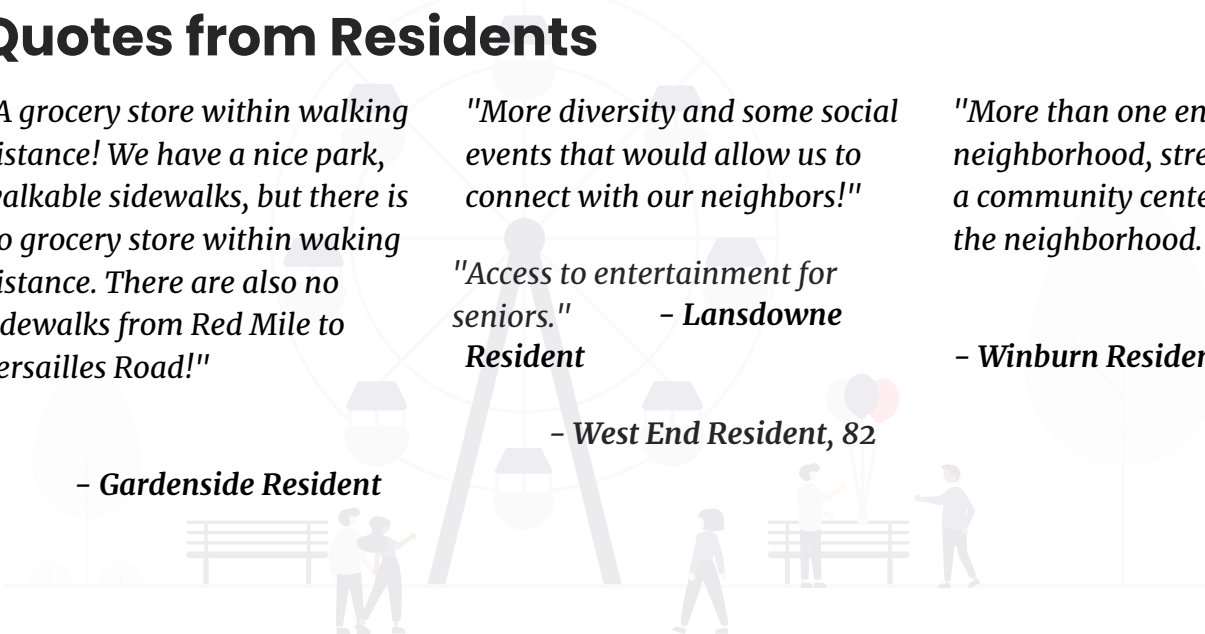 Quotes from Residents
A grocery store within walking
istance! We have a nice park,
valkable sidewalks, but there is
o grocery store within waking
istance. There are also no
dewalks from Red Mile to
ersailles Road!"
– Gardenside Resident
"More diversity and some social
events that would allow us to
connect with our neighbors!"
– Lansdowne
Resident
"Access to entertainment for
seniors."
– West End Resident, 82
"More than one en
neighborhood, stre
a community cente
the neighborhood.
– Winburn Residen